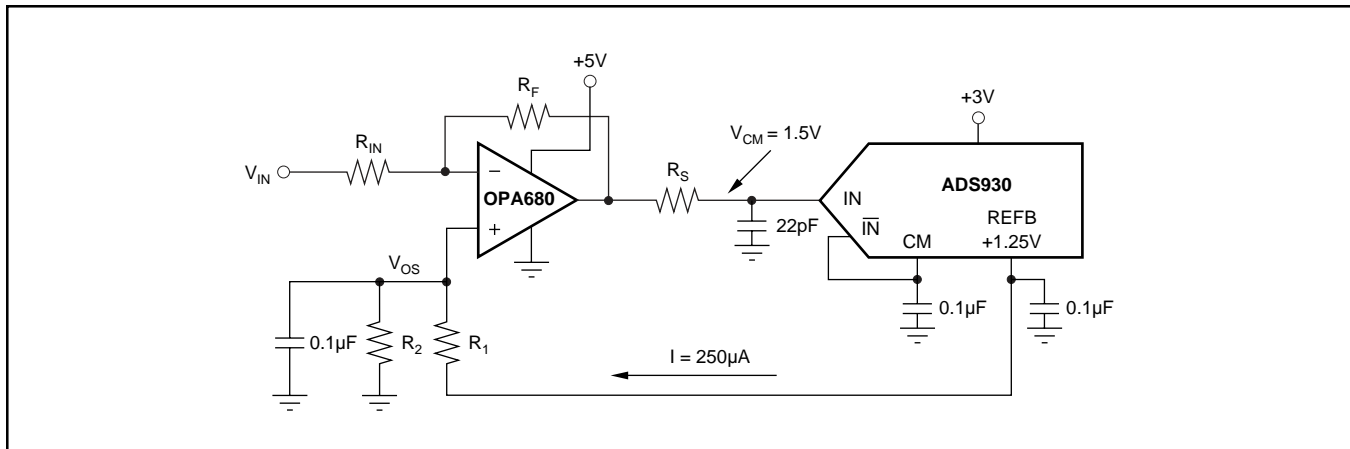 +5V
R_F
+3V
V_CM = 1.5V
R_IN
V_IN
R_S
–
OPA680
+
ADS930
IN
REFB
+1.25V
IN̅
CM
22pF
V_OS
0.1µF
0.1µF
0.1µF
R_2
R_1
I = 250µA